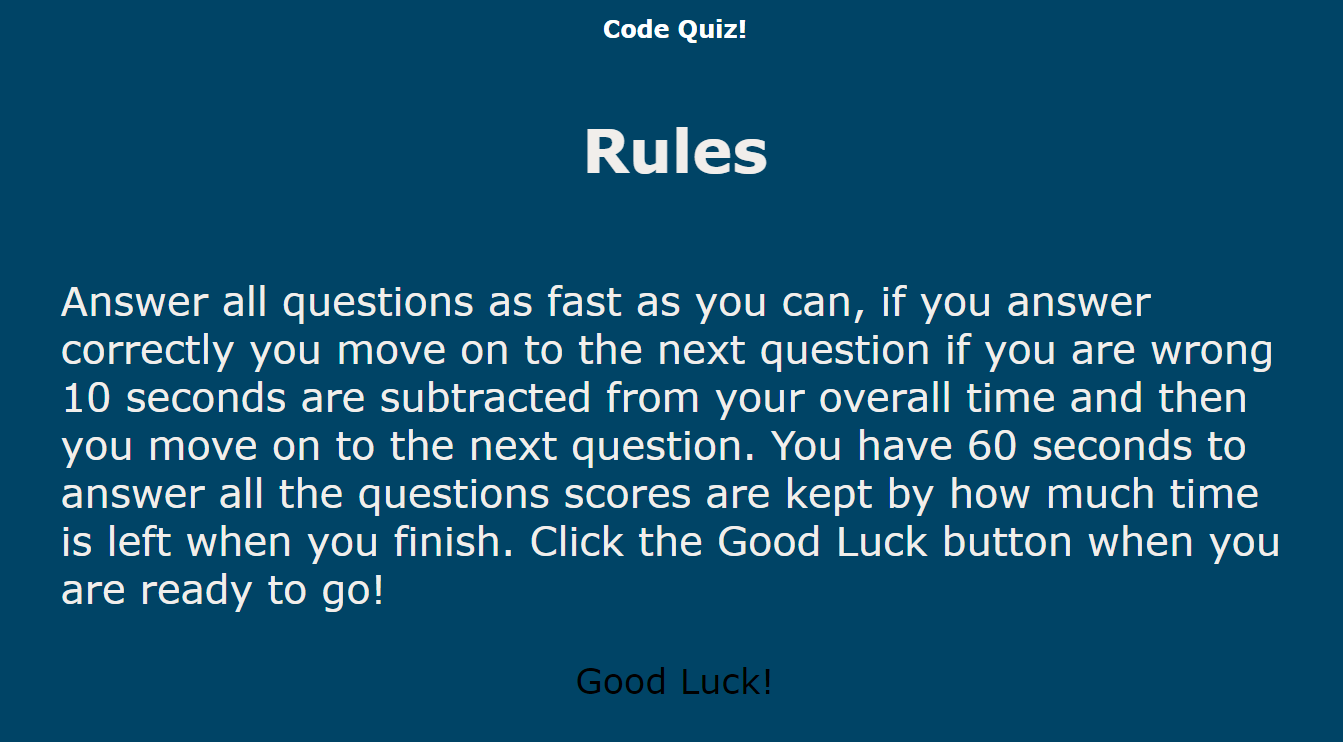 Code Quiz!
Rules
Answer all questions as fast as you can, if you answer
correctly you move on to the next question if you are wrong
10 seconds are subtracted from your overall time and then
you move on to the next question. You have 60 seconds to
answer all the questions scores are kept by how much time
is left when you finish. Click the Good Luck button when you
are ready to go!
Good Luck!